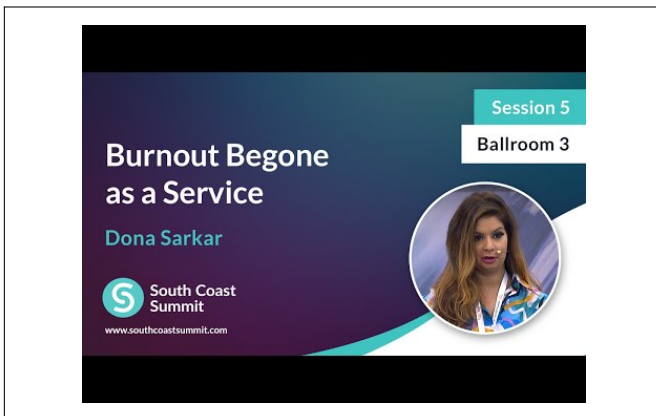 Session 5
Ballroom 3
Burnout Begone
as a Service
Dona Sarkar
South Coast
Summit
www.southcoastsummit.com